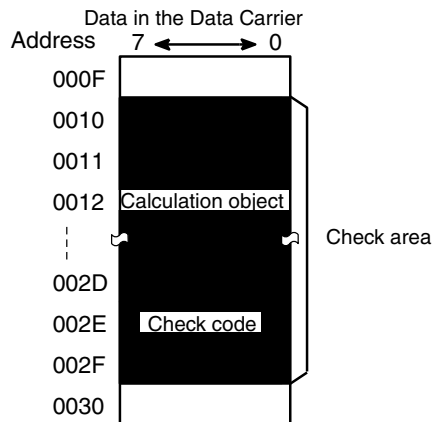 Data in the Data Carrier
Address 7 0
000F
0010
0011
0012 Calculation object
Check area
002D
002E Check code
002F
0030